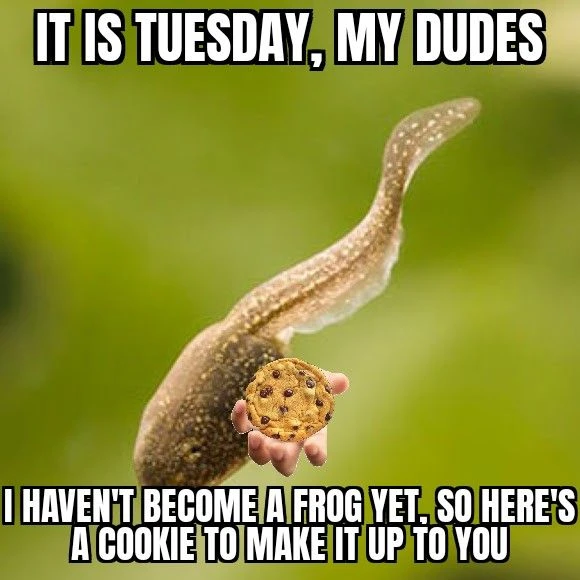 IT IS TUESDAY, MY DUDES
I HAVEN'T BECOME A FROG YET, SO HERE'S
A COOKIE TO MAKE IT UP TO YOU